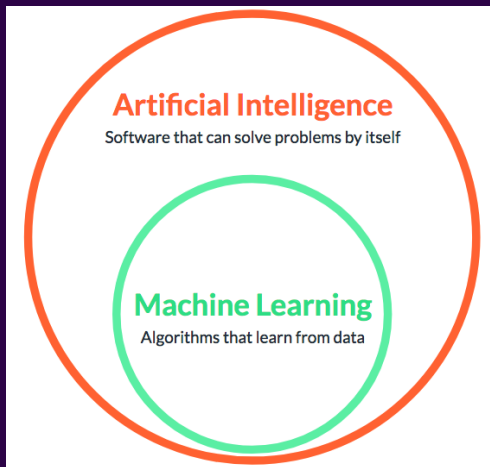 Artificial Intelligence
Software that can solve problems by itself
Machine Learning
Algorithms that learn from data